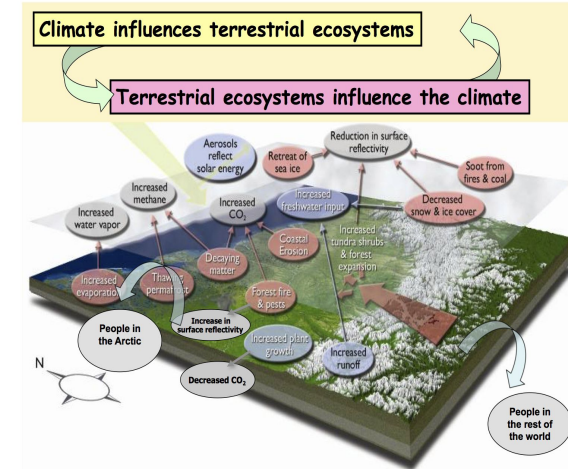 Climate influences terrestrial ecosystems
Terrestrial ecosystems influence the climate
Aerosols
reflect
solar energy
Retreat of
sea ice
Reduction in surface
reflectivity
Soot from
fires & coal
Increased
methane
Increased
water vapor
Increased
CO₂
Increased
freshwater input
Decreased
snow & ice cover
Increased
tundra shrubs
& forest
expansion
Coastal
Erosion
Decaying
matter
Increased
evaporation
Thawing
permafrost
Forest fire
& pests
People in
the Arctic
Increase in
surface reflectivity
Increased plant
growth
Increased
runoff
Decreased CO₂
N
People in
the rest of
the world